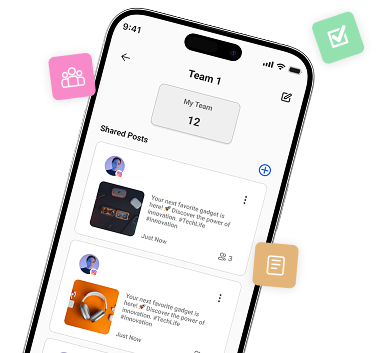 9:41
Team 1
My Team
12
Shared Posts
Your next favorite gadget is
here! 🚀 Discover the power of
innovation. #TechLife
#Innovation
Just Now
3
Your next favorite gadget is
here! 🚀 Discover the power of
innovation. #TechLife
#Innovation
Just Now